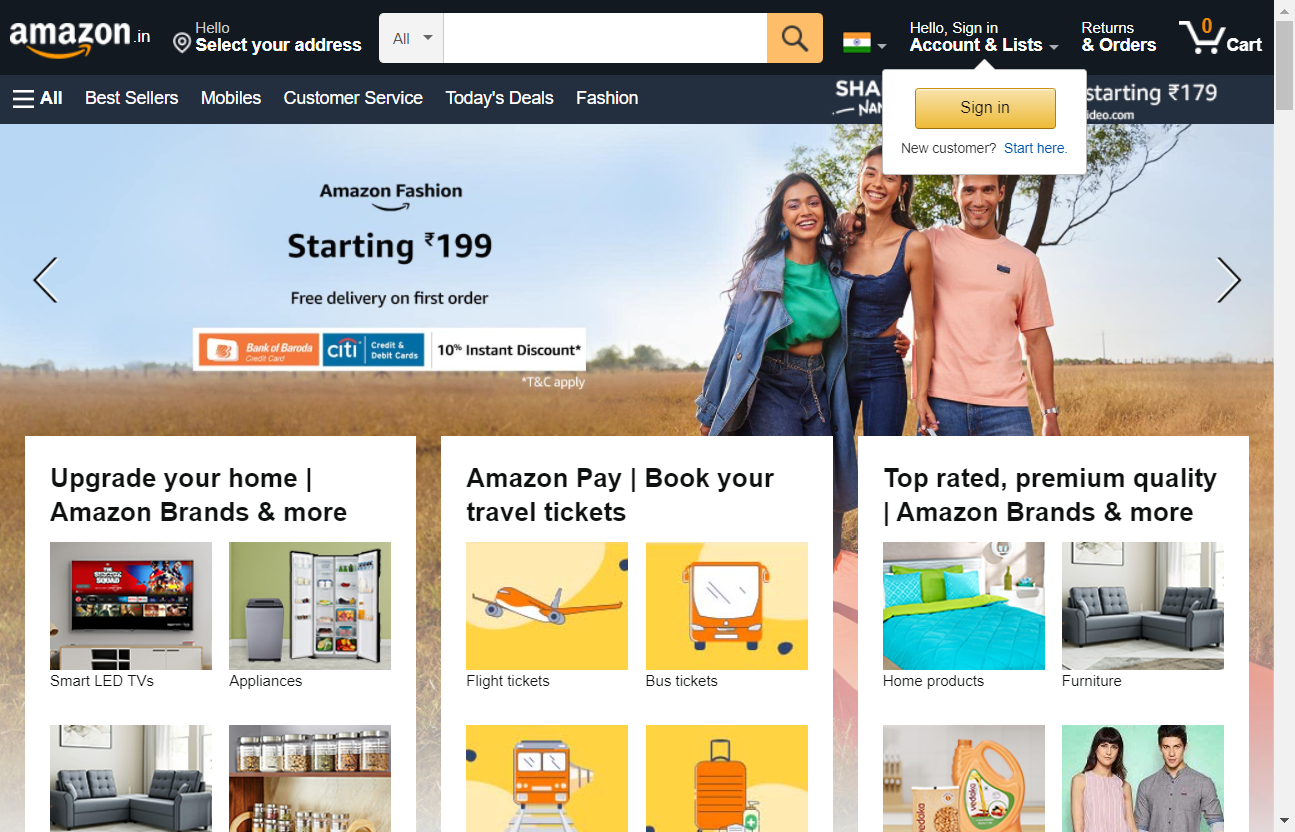 amazon.in
Hello
Select your address
All
Hello, Sign in
Account & Lists
Returns
& Orders
0
Cart
All
Best Sellers
Mobiles
Customer Service
Today's Deals
Fashion
SHA
NAN
starting ₹179
ideo.com
Sign in
New customer? Start here.
Amazon Fashion
Starting ₹199
Free delivery on first order
Bank of Baroda
Credit Card
citi
Credit &
Debit Cards
10% Instant Discount*
*T&C apply
Upgrade your home |
Amazon Brands & more
Amazon Pay | Book your
travel tickets
Top rated, premium quality
| Amazon Brands & more
Smart LED TVs
Appliances
Flight tickets
Bus tickets
Home products
Furniture
vedaka
vedaka